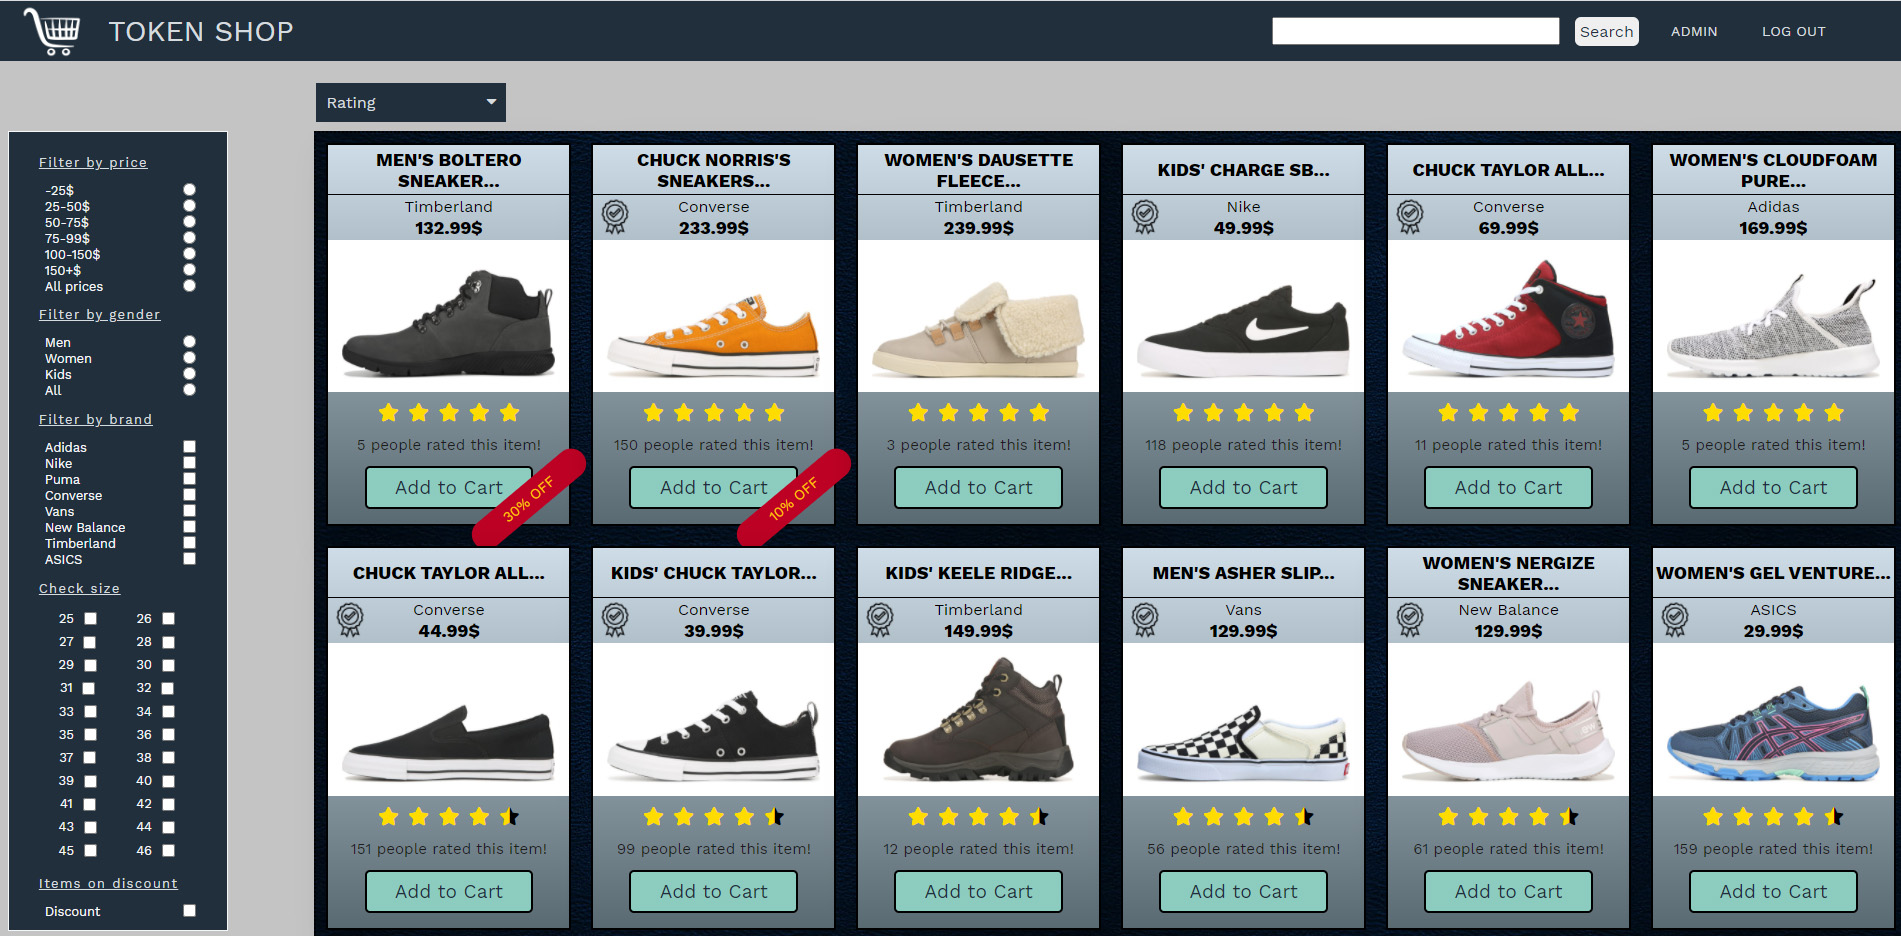 TOKEN SHOP
Search
ADMIN
LOG OUT
Rating
Filter by price
-25$
25-50$
50-75$
75-99$
100-150$
150+$
All prices
Filter by gender
Men
Women
Kids
All
Filter by brand
Adidas
Nike
Puma
Converse
Vans
New Balance
Timberland
ASICS
Check size
25 26
27 28
29 30
31 32
33 34
35 36
37 38
39 40
41 42
43 44
45 46
Items on discount
Discount
MEN'S BOLTERO
SNEAKER...
Timberland
132.99$
5 people rated this item!
Add to Cart
30% OFF
CHUCK NORRIS'S
SNEAKERS...
Converse
233.99$
150 people rated this item!
Add to Cart
10% OFF
WOMEN'S DAUSETTE
FLEECE...
Timberland
239.99$
3 people rated this item!
Add to Cart
KIDS' CHARGE SB...
Nike
49.99$
118 people rated this item!
Add to Cart
CHUCK TAYLOR ALL...
Converse
69.99$
11 people rated this item!
Add to Cart
WOMEN'S CLOUDFOAM
PURE...
Adidas
169.99$
5 people rated this item!
Add to Cart
CHUCK TAYLOR ALL...
Converse
44.99$
151 people rated this item!
Add to Cart
KIDS' CHUCK TAYLOR...
Converse
39.99$
99 people rated this item!
Add to Cart
KIDS' KEELE RIDGE...
Timberland
149.99$
12 people rated this item!
Add to Cart
MEN'S ASHER SLIP...
Vans
129.99$
56 people rated this item!
Add to Cart
WOMEN'S NERGIZE
SNEAKER...
New Balance
129.99$
61 people rated this item!
Add to Cart
WOMEN'S GEL VENTURE...
ASICS
29.99$
159 people rated this item!
Add to Cart